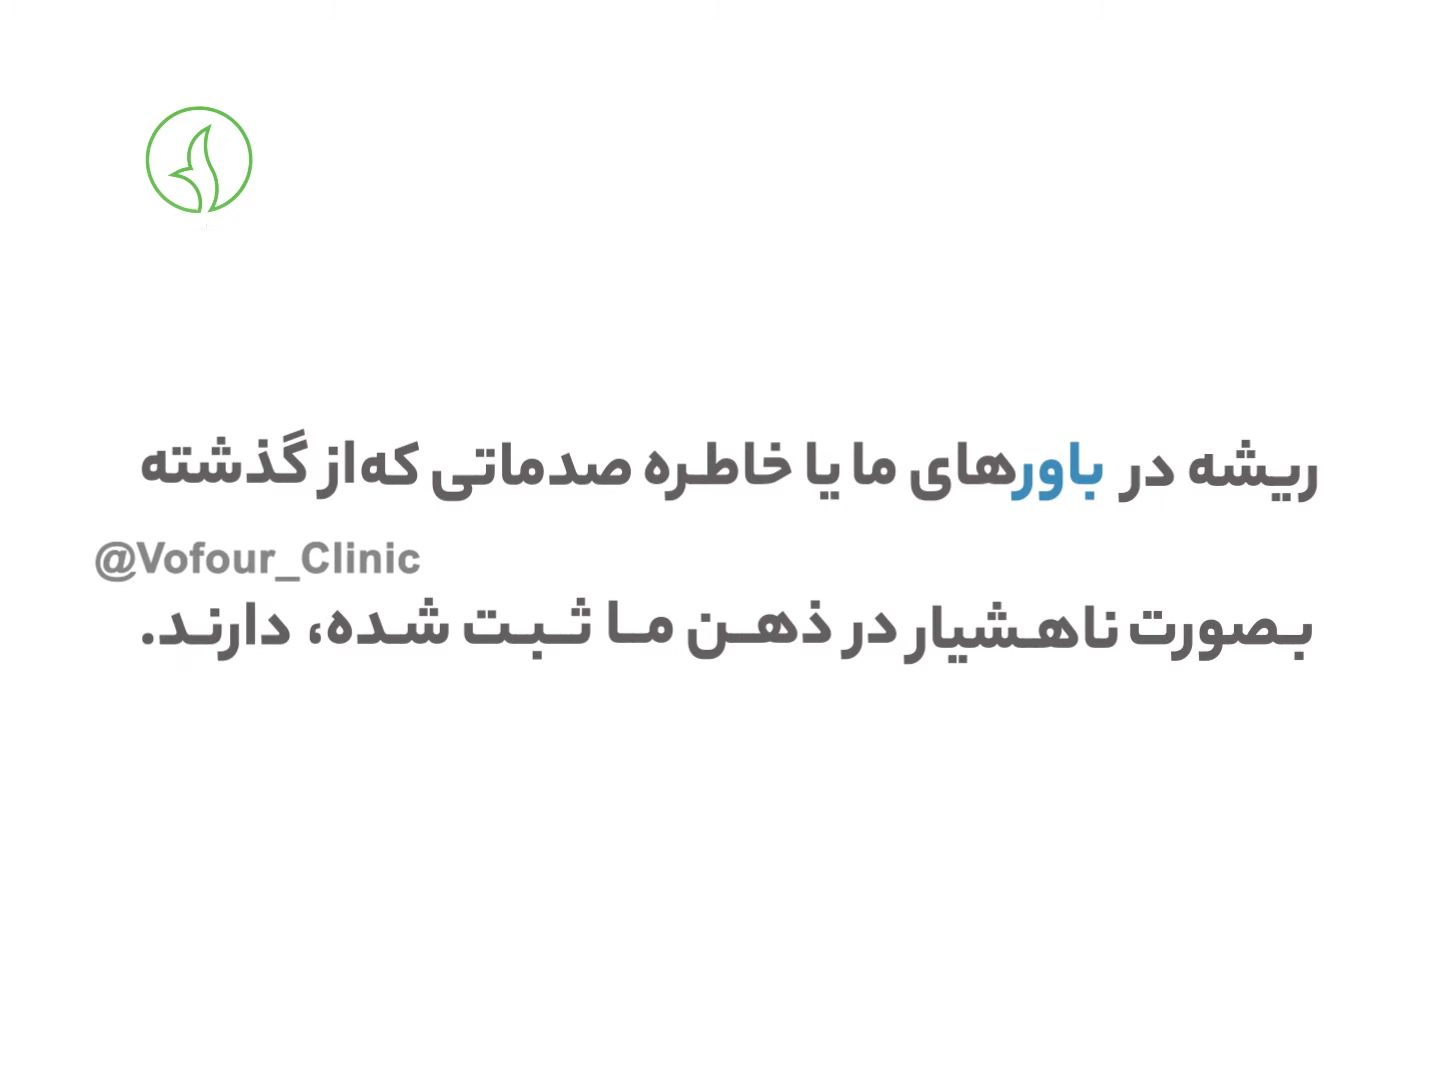 ریشه در باورهای ما یا خاطره صدماتی که از گذشته
@Vofour_Clinic
بصورت ناهشیار در ذهن ما ثبت شده، دارند.